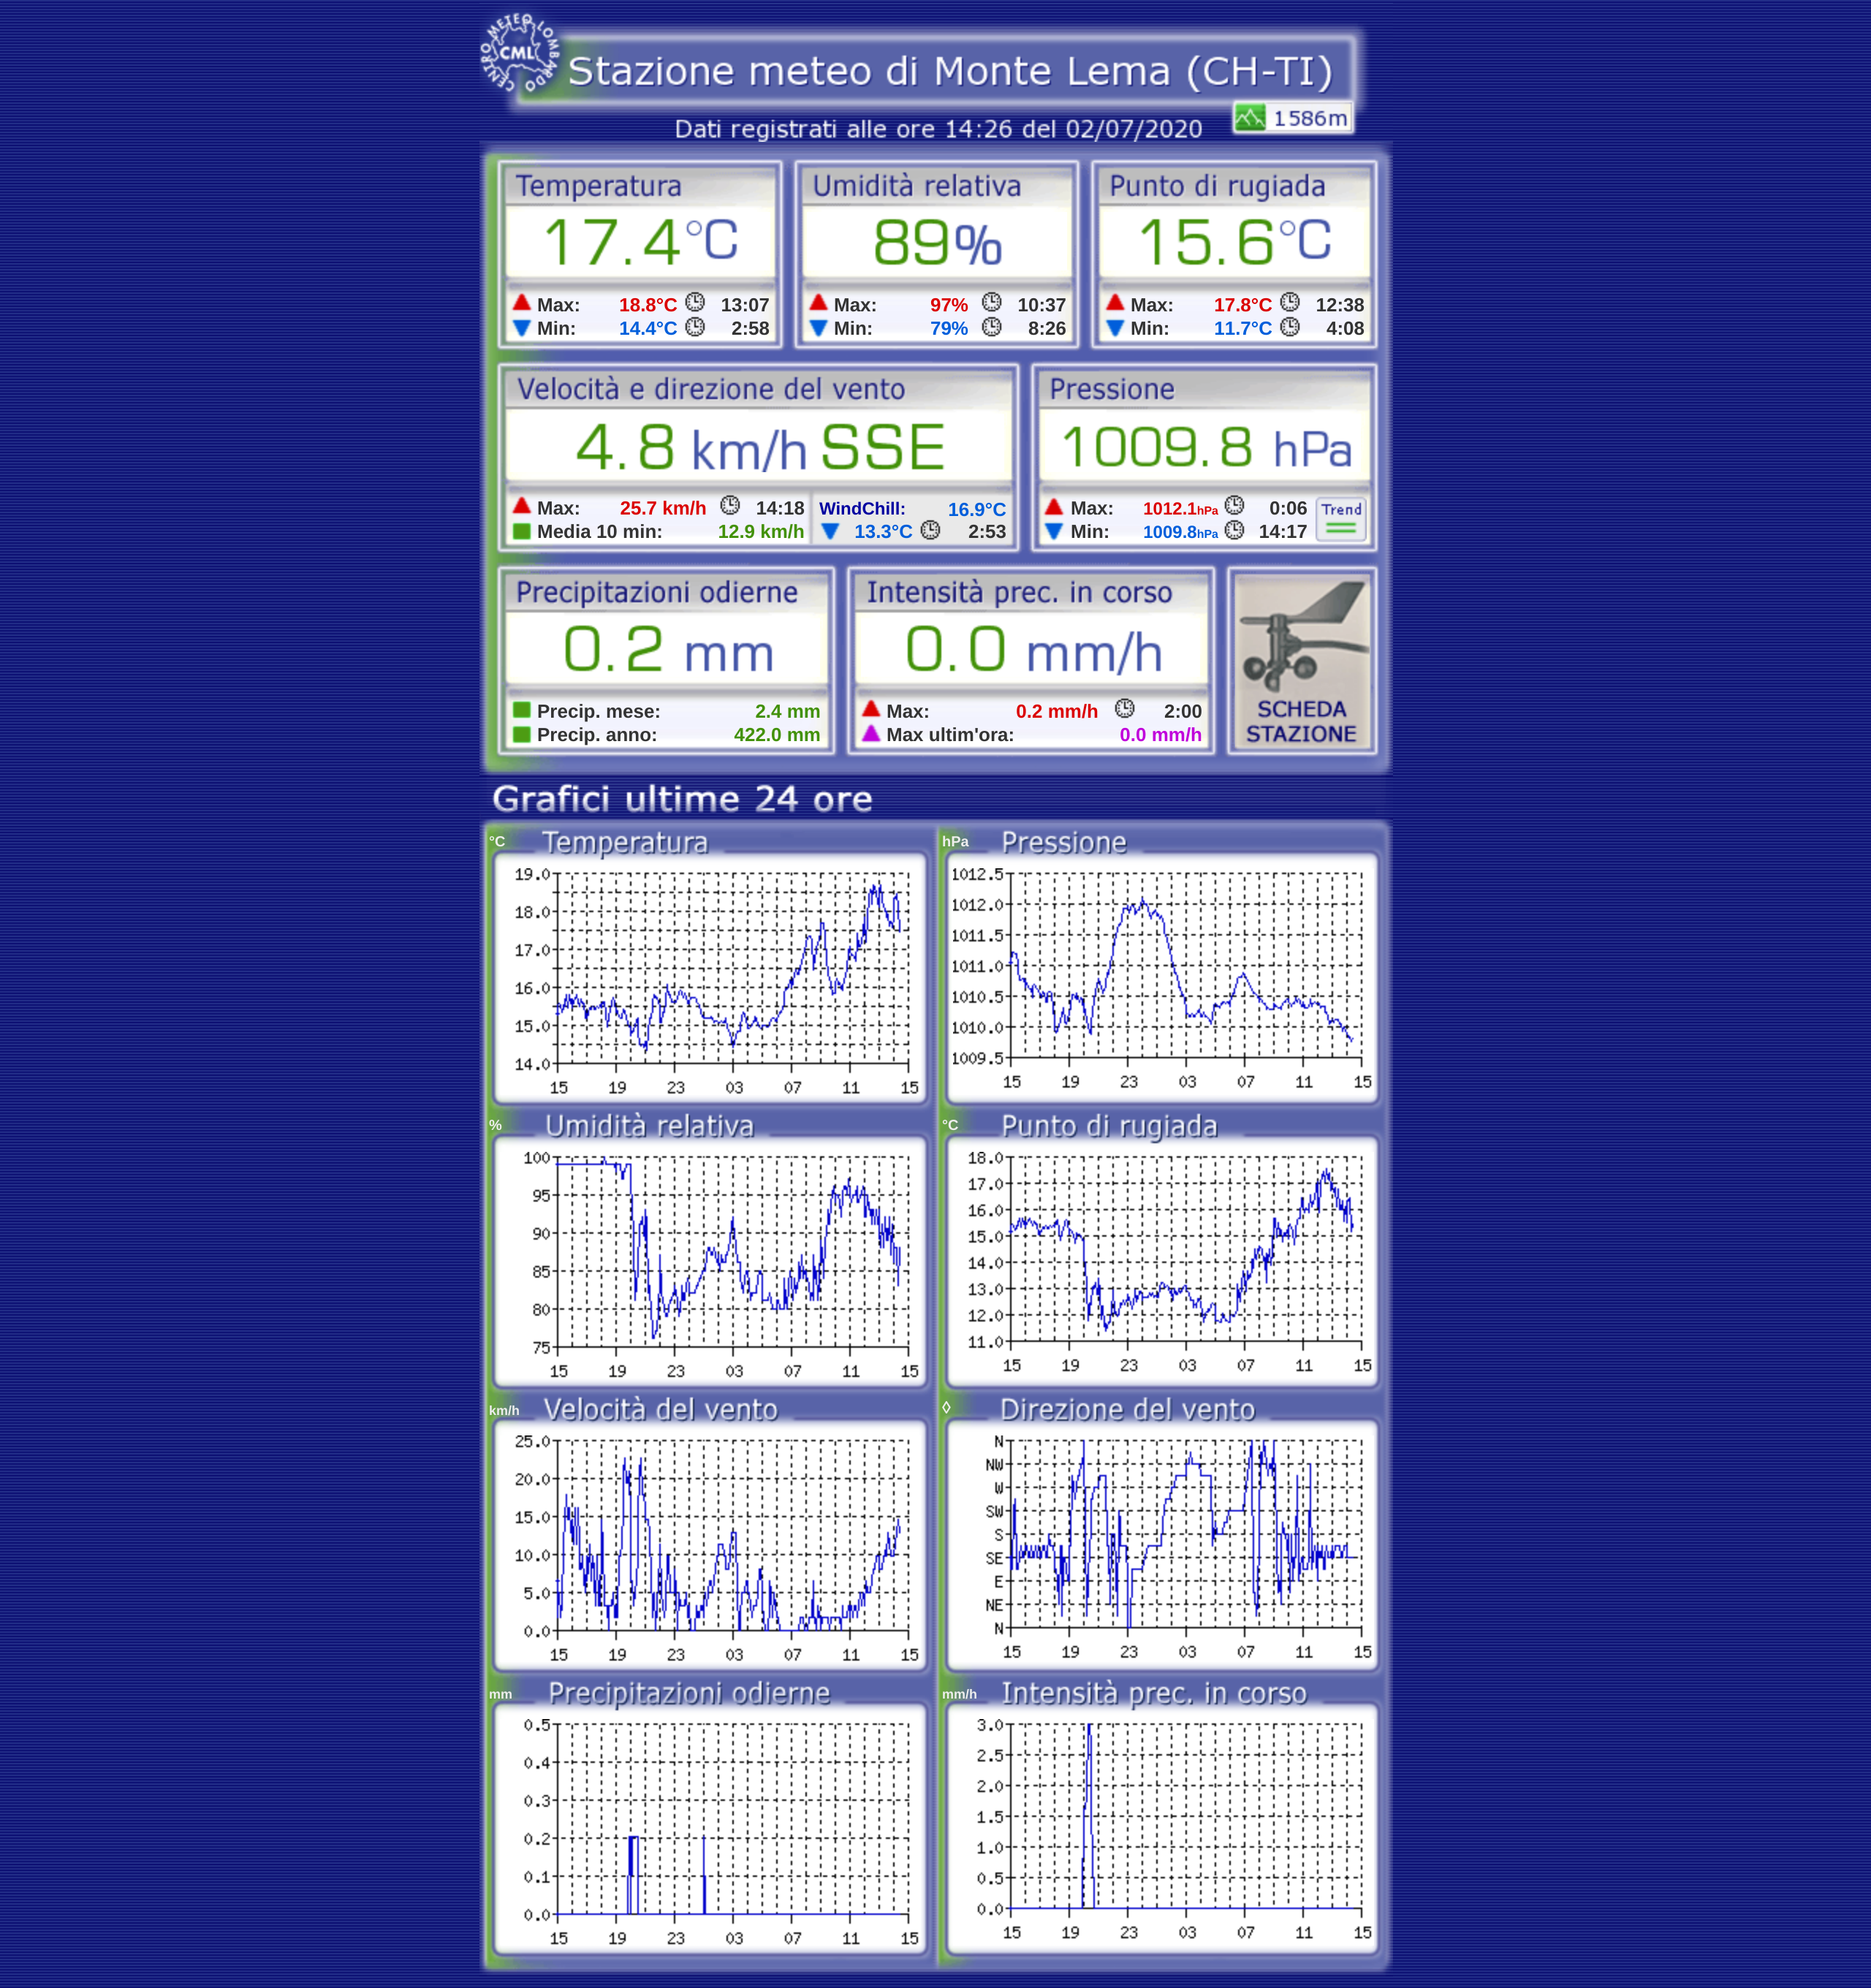 CENTRO METEO LOMBARDO
CML
Stazione meteo di Monte Lema (CH-TI)
1586m
Dati registrati alle ore 14:26 del 02/07/2020
Temperatura Umidità relativa Punto di rugiada
17.4°C 89% 15.6°C
Max: 18.8°C 13:07 Max: 97% 10:37 Max: 17.8°C 12:38
Min: 14.4°C 2:58 Min: 79% 8:26 Min: 11.7°C 4:08
Velocità e direzione del vento Pressione
4.8 km/h SSE 1009.8 hPa
Max: 25.7 km/h 14:18 WindChill: 16.9°C Max: 1012.1hPa 0:06 Trend
Media 10 min: 12.9 km/h 13.3°C 2:53 Min: 1009.8hPa 14:17
Precipitazioni odierne Intensità prec. in corso
0.2 mm 0.0 mm/h
Precip. mese: 2.4 mm Max: 0.2 mm/h 2:00 SCHEDA
Precip. anno: 422.0 mm Max ultim'ora: 0.0 mm/h STAZIONE
Grafici ultime 24 ore
°C Temperatura hPa Pressione
19.0 1012.5
18.0 1012.0
17.0 1011.5
16.0 1011.0
15.0 1010.5
14.0 1010.0
1009.5
15 19 23 03 07 11 15 15 19 23 03 07 11 15
% Umidità relativa °C Punto di rugiada
100 18.0
95 17.0
90 16.0
85 15.0
80 14.0
75 13.0
12.0
11.0
15 19 23 03 07 11 15 15 19 23 03 07 11 15
km/h Velocità del vento ◊ Direzione del vento
25.0 N
20.0 NW
15.0 W
10.0 SW
5.0 S
0.0 SE
E
NE
N
15 19 23 03 07 11 15 15 19 23 03 07 11 15
mm Precipitazioni odierne mm/h Intensità prec. in corso
0.5 3.0
0.4 2.5
0.3 2.0
0.2 1.5
0.1 1.0
0.0 0.5
0.0
15 19 23 03 07 11 15 15 19 23 03 07 11 15